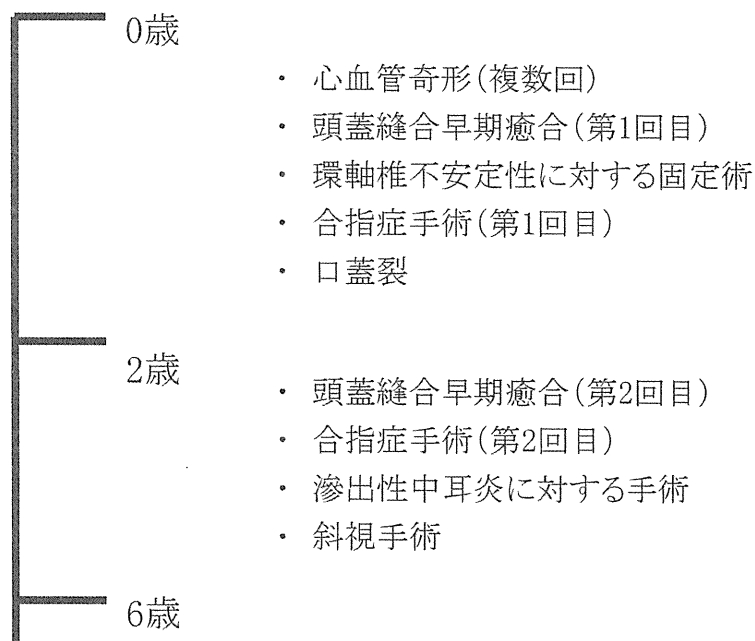 0歳
・ 心血管奇形(複数回)
・ 頭蓋縫合早期癒合(第1回目)
・ 環軸椎不安定性に対する固定術
・ 合指症手術(第1回目)
・ 口蓋裂
2歳
・ 頭蓋縫合早期癒合(第2回目)
・ 合指症手術(第2回目)
・ 滲出性中耳炎に対する手術
・ 斜視手術
6歳